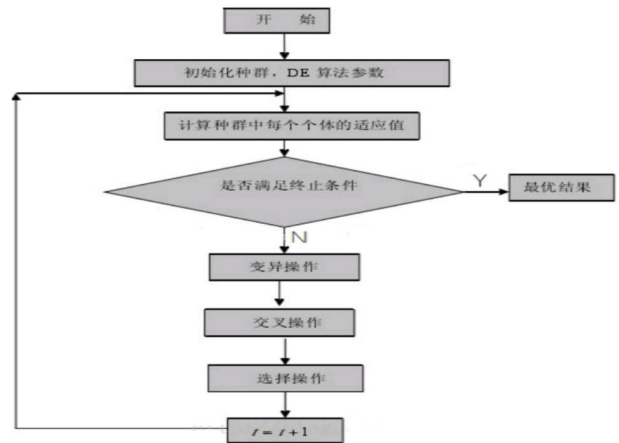 开 始
初始化种群，DE 算法参数
计算种群中每个个体的适应值
是否满足终止条件
Y
最优结果
N
变异操作
交叉操作
选择操作
t = t + 1